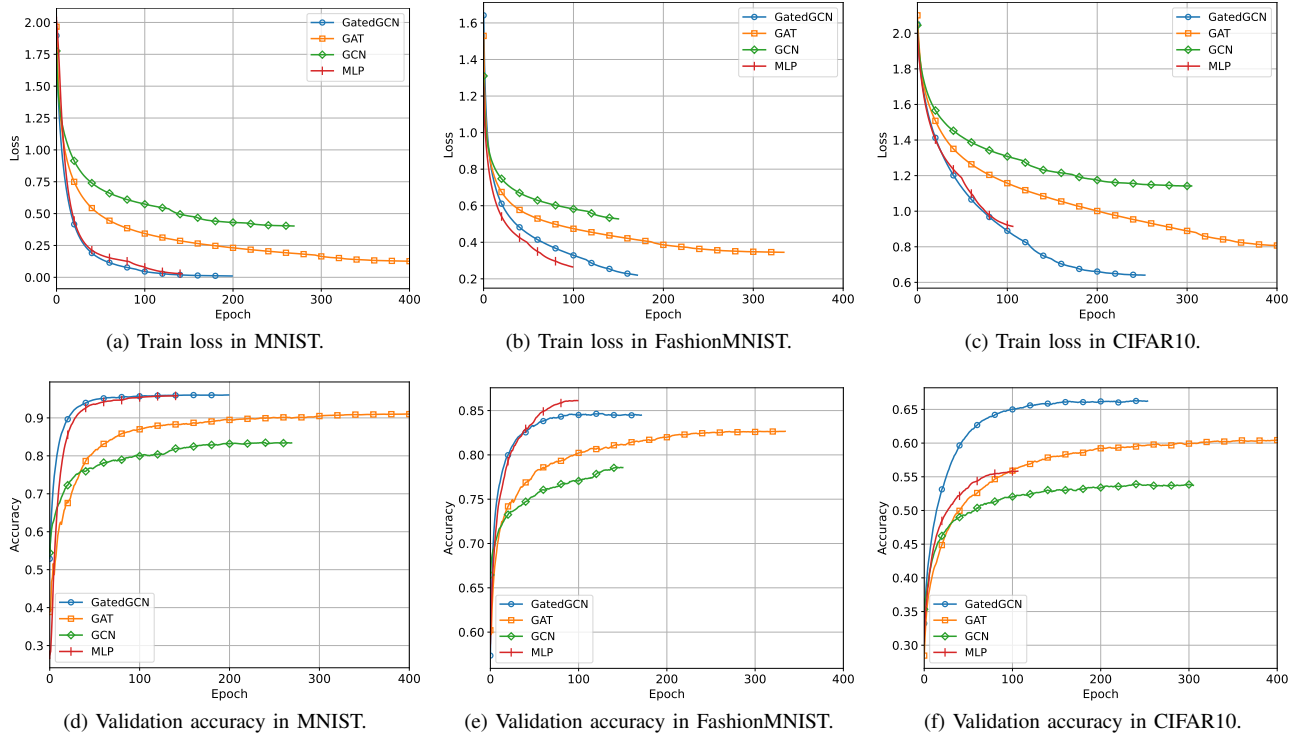 2.00
1.75
1.50
1.25
1.00
0.75
0.50
0.25
0.00
Loss
0 100 200 300 400
Epoch
GatedGCN
GAT
GCN
MLP
(a) Train loss in MNIST.
1.6
1.4
1.2
1.0
0.8
0.6
0.4
0.2
Loss
0 100 200 300 400
Epoch
GatedGCN
GAT
GCN
MLP
(b) Train loss in FashionMNIST.
2.0
1.8
1.6
1.4
1.2
1.0
0.8
0.6
Loss
0 100 200 300 400
Epoch
GatedGCN
GAT
GCN
MLP
(c) Train loss in CIFAR10.
0.9
0.8
0.7
0.6
0.5
0.4
0.3
Accuracy
0 100 200 300 400
Epoch
GatedGCN
GAT
GCN
MLP
(d) Validation accuracy in MNIST.
0.85
0.80
0.75
0.70
0.65
0.60
Accuracy
0 100 200 300 400
Epoch
GatedGCN
GAT
GCN
MLP
(e) Validation accuracy in FashionMNIST.
0.65
0.60
0.55
0.50
0.45
0.40
0.35
0.30
Accuracy
0 100 200 300 400
Epoch
GatedGCN
GAT
GCN
MLP
(f) Validation accuracy in CIFAR10.